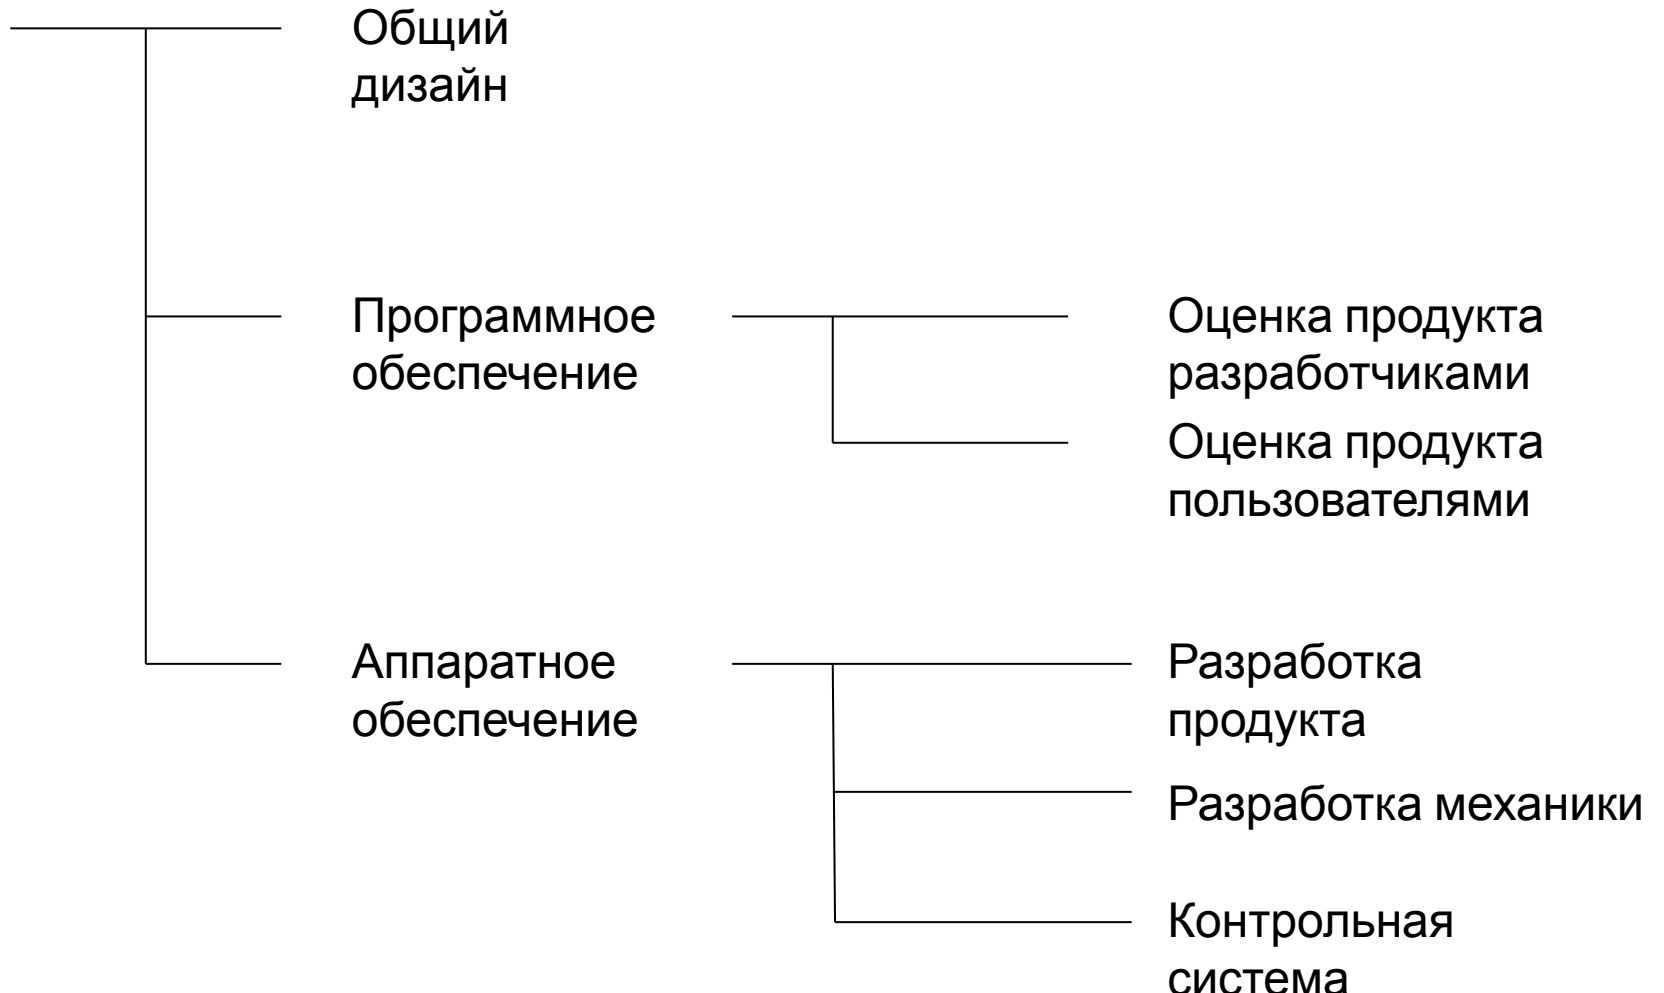 Общий
дизайн
Программное
обеспечение
Оценка продукта
разработчиками
Оценка продукта
пользователями
Аппаратное
обеспечение
Разработка
продукта
Разработка механики
Контрольная
система